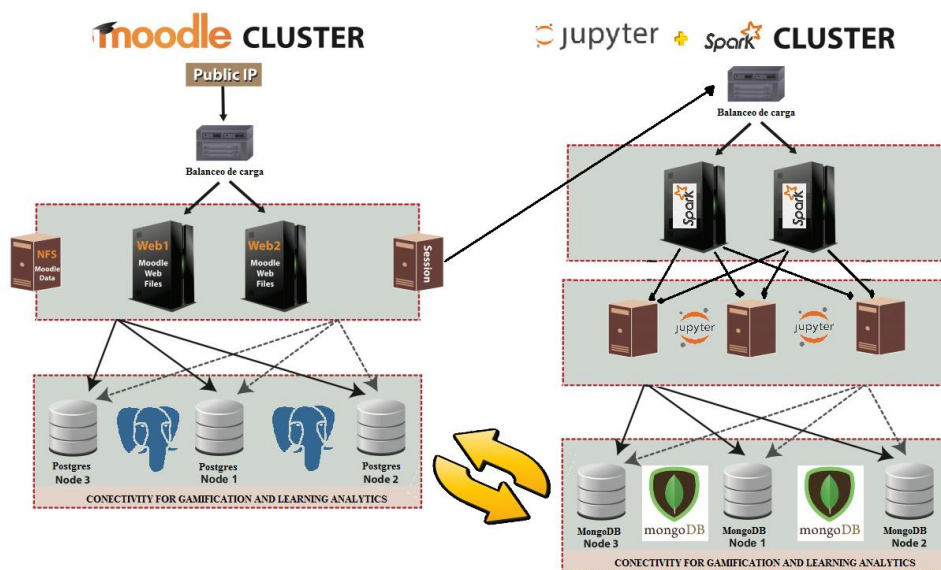 moodle CLUSTER
Public IP
Balanceo de carga
NFS
Moodle
Data
Web1
Moodle
Web
Files
Web2
Moodle
Web
Files
Session
Postgres
Node 3
Postgres
Node 1
Postgres
Node 2
CONECTIVITY FOR GAMIFICATION AND LEARNING ANALYTICS
jupyter + Spark CLUSTER
Balanceo de carga
Spark
Spark
jupyter
jupyter
MongoDB
Node 3
mongoDB
MongoDB
Node 1
mongoDB
MongoDB
Node 2
CONECTIVITY FOR GAMIFICATION AND LEARNING ANALYTICS